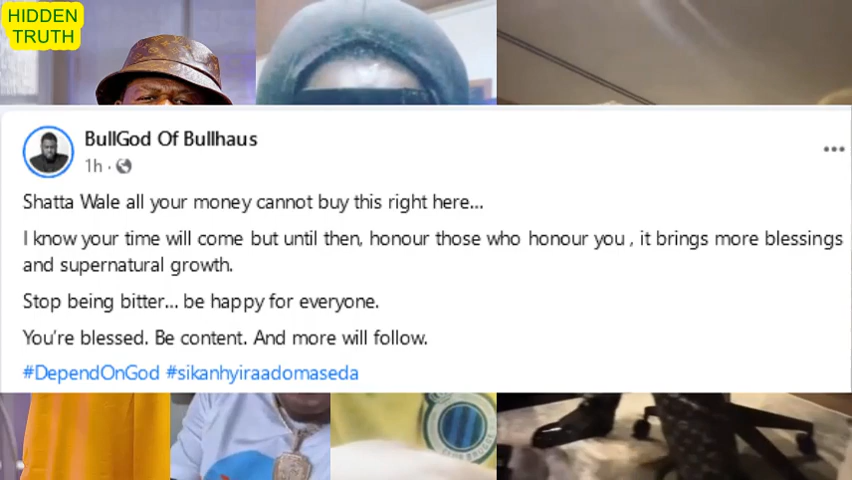 HIDDEN
TRUTH
BullGod Of Bullhaus
1h ·
Shatta Wale all your money cannot buy this right here...
I know your time will come but until then, honour those who honour you , it brings more blessings
and supernatural growth.
Stop being bitter... be happy for everyone.
You're blessed. Be content. And more will follow.
#DependOnGod #sikanhyiraadomaseda